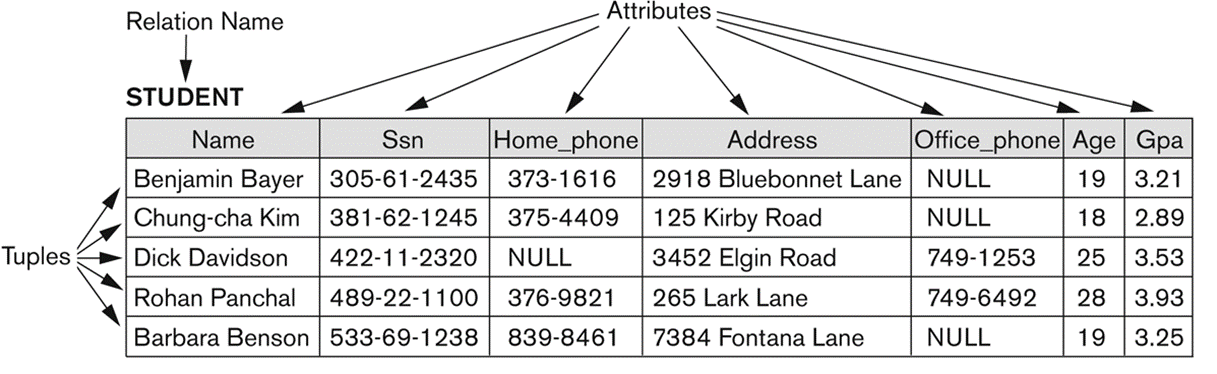 Attributes
Relation Name
STUDENT
Name Ssn Home_phone Address Office_phone Age Gpa
Benjamin Bayer 305-61-2435 373-1616 2918 Bluebonnet Lane NULL 19 3.21
Chung-cha Kim 381-62-1245 375-4409 125 Kirby Road NULL 18 2.89
Tuples Dick Davidson 422-11-2320 NULL 3452 Elgin Road 749-1253 25 3.53
Rohan Panchal 489-22-1100 376-9821 265 Lark Lane 749-6492 28 3.93
Barbara Benson 533-69-1238 839-8461 7384 Fontana Lane NULL 19 3.25